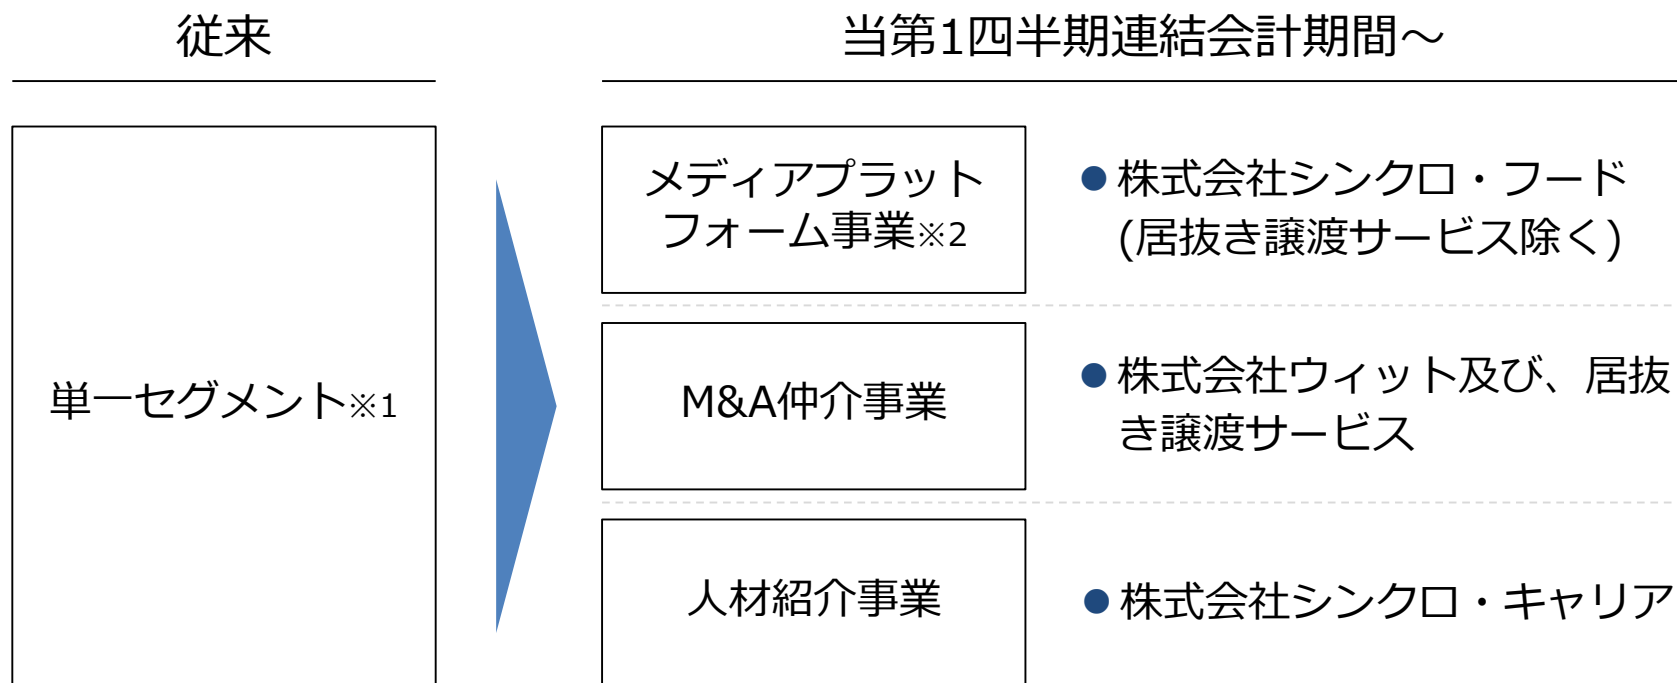 従来
当第1四半期連結会計期間～
単一セグメント※1
メディアプラット
フォーム事業※2
●株式会社シンクロ・フード
(居抜き譲渡サービス除く)
M&A仲介事業
●株式会社ウィット及び、居抜
き譲渡サービス
人材紹介事業
●株式会社シンクロ・キャリア